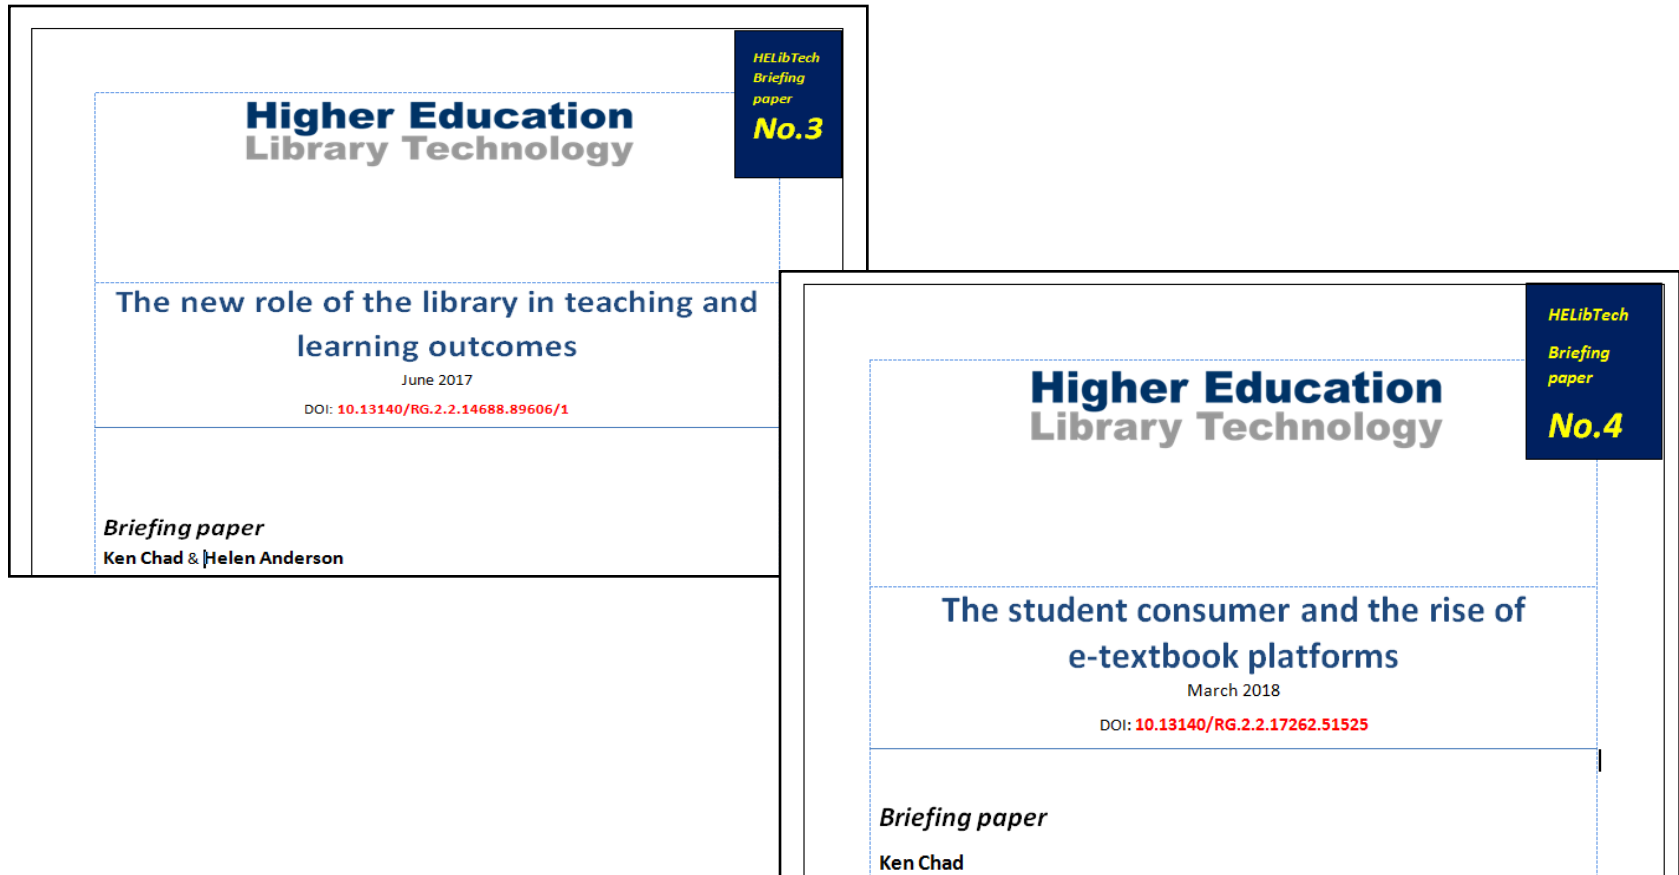 HELibTech
Briefing
paper
No.3
Higher Education
Library Technology
The new role of the library in teaching and
learning outcomes
June 2017
DOI: 10.13140/RG.2.2.14688.89606/1
Briefing paper
Ken Chad & Helen Anderson
HELibTech
Briefing
paper
No.4
Higher Education
Library Technology
The student consumer and the rise of
e-textbook platforms
March 2018
DOI: 10.13140/RG.2.2.17262.51525
Briefing paper
Ken Chad